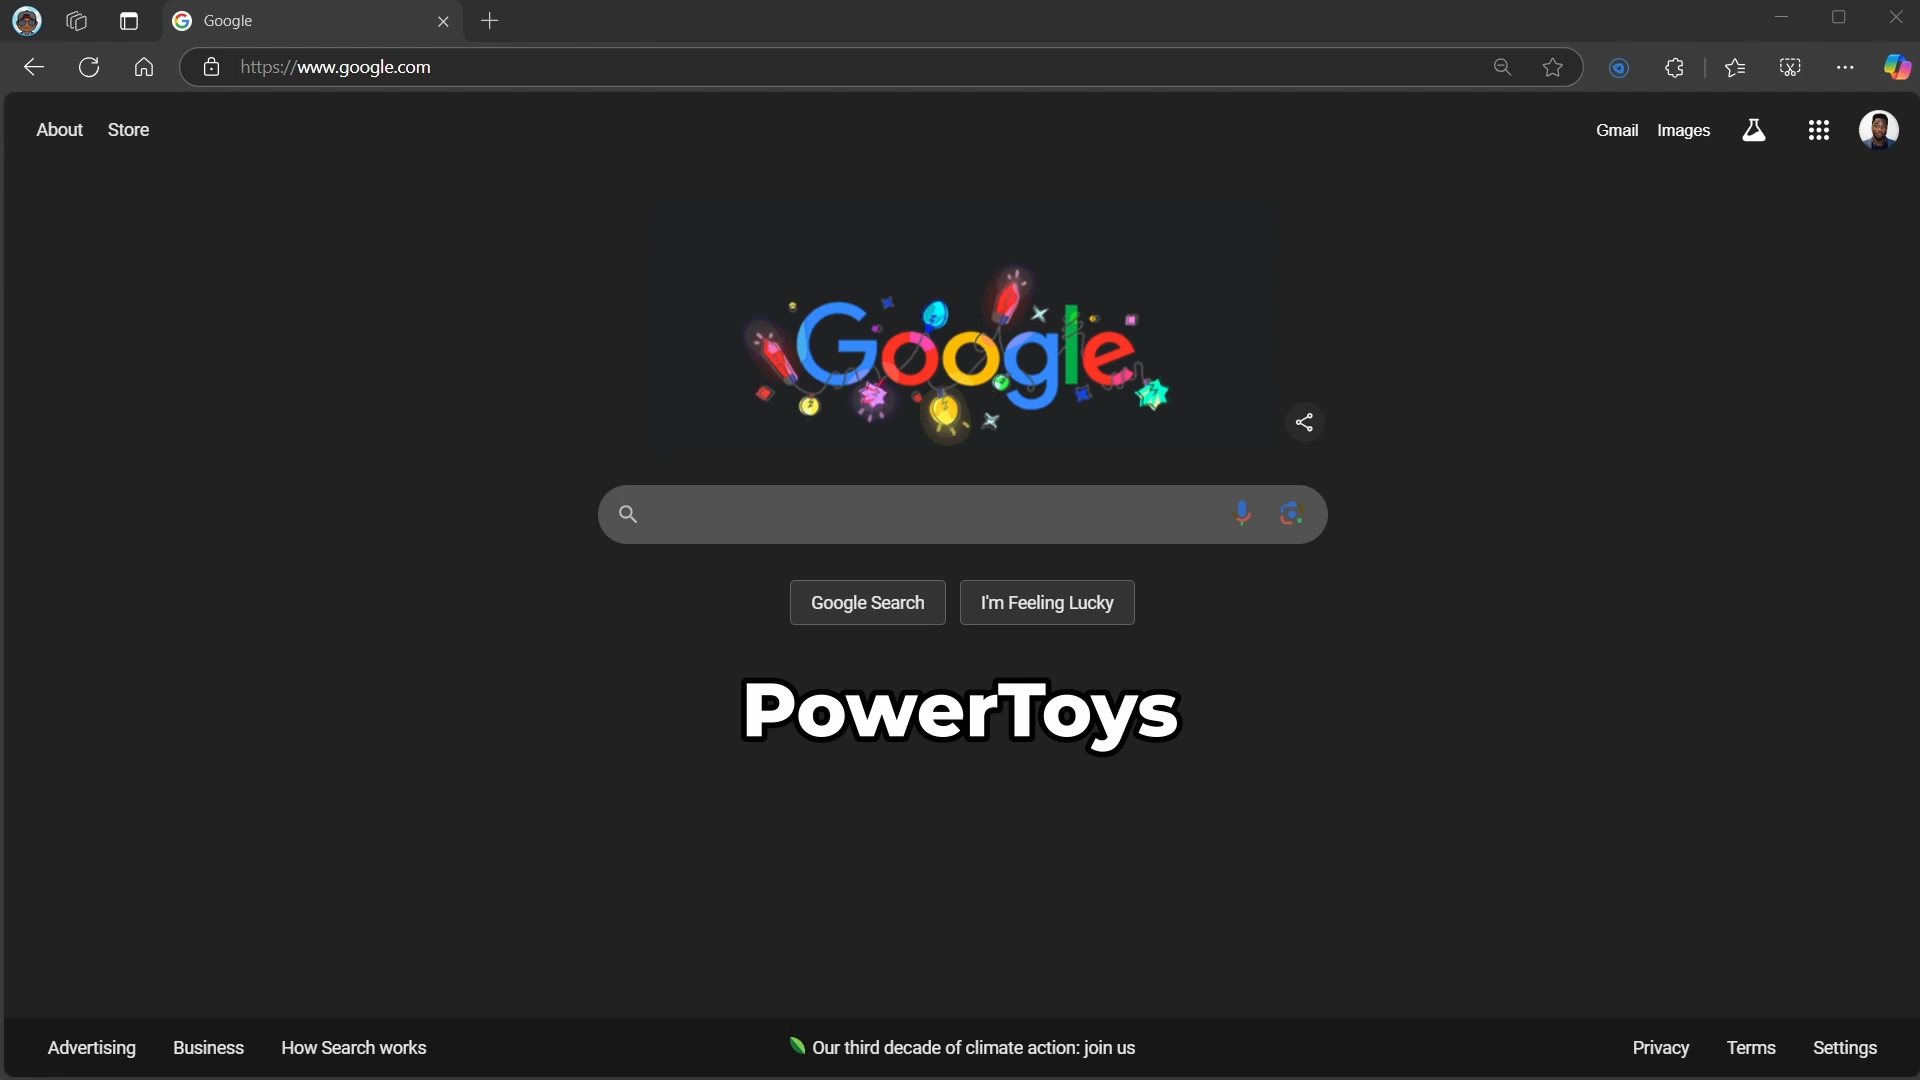 Google
https://www.google.com
About Store
Gmail Images
Google
Google Search I'm Feeling Lucky
PowerToys
Advertising Business How Search works
Our third decade of climate action: join us
Privacy Terms Settings